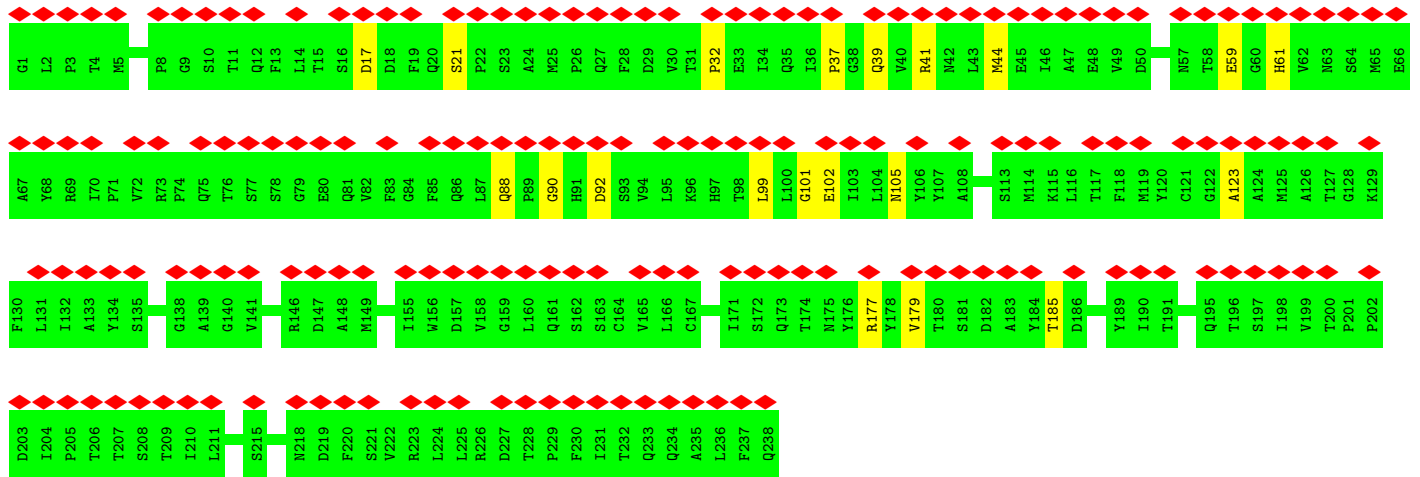 G1 L2 P3 T4 M5 P8 G9 S10 T11 Q12 F13 L14 T15 S16 D17 D18 F19 Q20 S21 P22 S23 A24 M25 P26 Q27 F28 D29 V30 T31 P32 E33 I34 Q35 I36 P37 G38 Q39 V40 R41 N42 L43 M44 E45 I46 A47 E48 V49 D50 N57 T58 E59 G60 H61 V62 N63 S64 M65 E66
A67 Y68 R69 I70 P71 V72 R73 P74 Q75 T76 S77 S78 G79 E80 Q81 V82 F83 G84 F85 Q86 L87 Q88 P89 G90 H91 D92 S93 V94 L95 K96 H97 T98 L99 L100 G101 E102 I103 L104 N105 Y106 Y107 A108 S113 M114 K115 L116 T117 F118 M119 Y120 C121 G122 A123 A124 M125 A126 T127 G128 K129
F130 L131 I132 A133 Y134 S135 G138 A139 G140 V141 R146 D147 A148 M149 I155 W156 D157 V158 G159 L160 Q161 S162 S163 C164 V165 L166 C167 I171 S172 Q173 T174 N175 Y176 R177 Y178 V179 T180 S181 D182 A183 Y184 T185 D186 Y189 I190 T191 Q195 T196 S197 I198 V199 T200 P201 P202
D203 I204 P205 T206 T207 S208 T209 I210 L211 S215 N218 D219 F220 S221 V222 R223 L224 L225 R226 D227 T228 P229 F230 I231 T232 Q233 Q234 A235 L236 F237 Q238